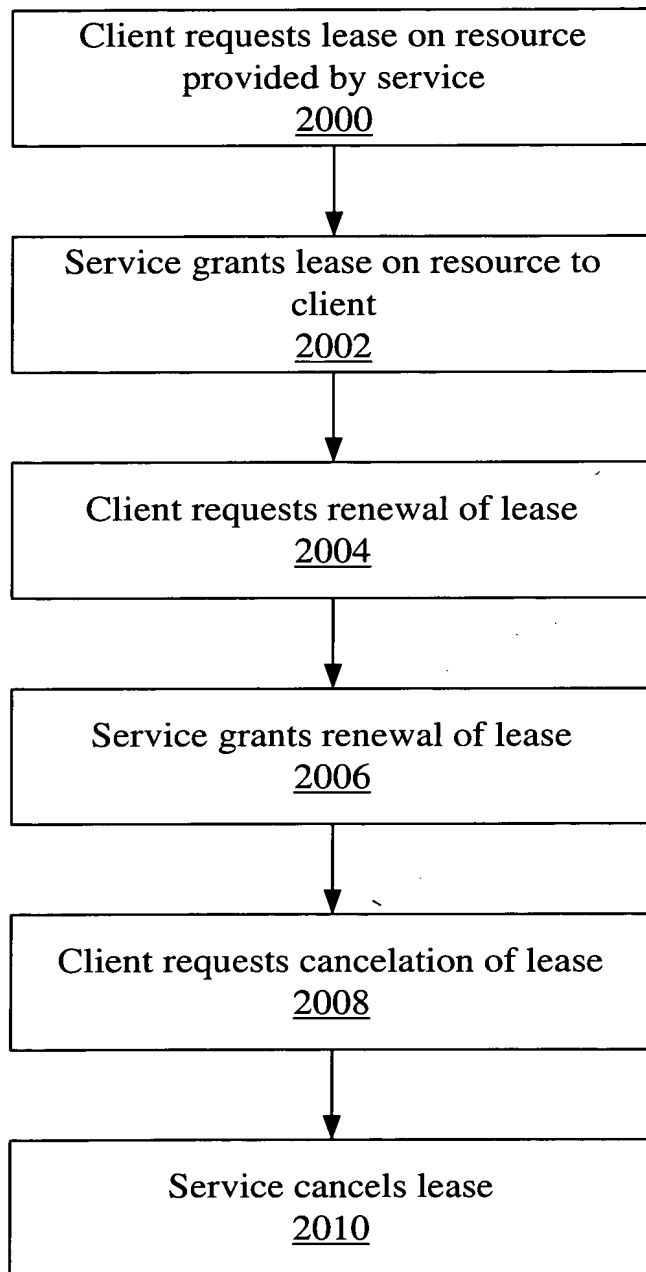 Client requests lease on resource
provided by service
2000
Service grants lease on resource to
client
2002
Client requests renewal of lease
2004
Service grants renewal of lease
2006
Client requests cancelation of lease
2008
Service cancels lease
2010